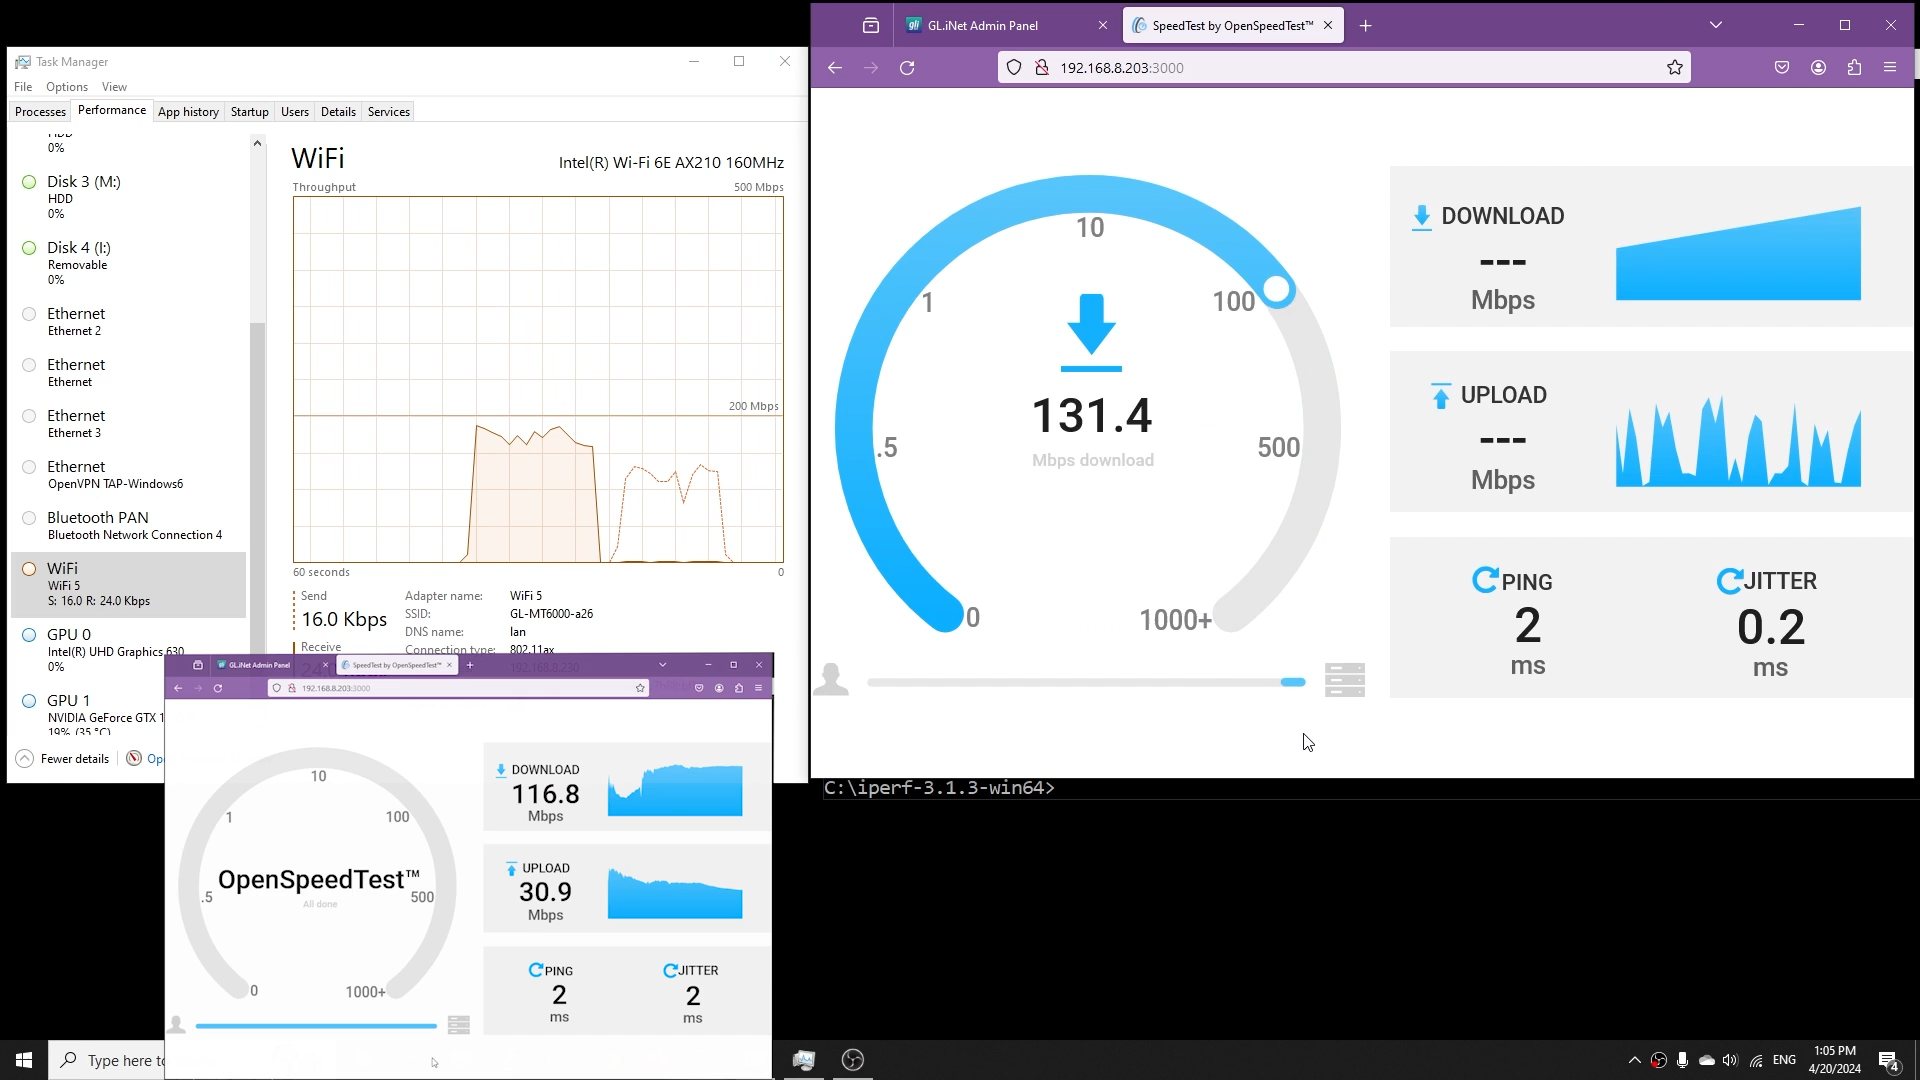 Task Manager
File Options View
Processes Performance App history Startup Users Details Services
HDD
0%
Disk 3 (M:)
HDD
0%
Disk 4 (I:)
Removable
0%
Ethernet
Ethernet 2
Ethernet
Ethernet
Ethernet
Ethernet 3
Ethernet
OpenVPN TAP-Windows6
Bluetooth PAN
Bluetooth Network Connection 4
WiFi
WiFi 5
S: 16.0 R: 24.0 Kbps
GPU 0
Intel(R) UHD Graphics 630
0%
GPU 1
NVIDIA GeForce GTX 1
19% (35 °C)
Fewer details
Op
WiFi
Intel(R) Wi-Fi 6E AX210 160MHz
Throughput 500 Mbps
200 Mbps
60 seconds 0
Send
16.0 Kbps
Receive
Adapter name: WiFi 5
SSID: GL-MT6000-a26
DNS name: lan
Connection type: 802.11ax
GL.iNet Admin Panel
SpeedTest by OpenSpeedTest™
192.168.8.203:3000
10
1
100
.5
500
0
1000+
131.4
Mbps download
DOWNLOAD
---
Mbps
UPLOAD
---
Mbps
PING
2
ms
JITTER
0.2
ms
C:\iperf-3.1.3-win64>
GL.iNet Admin Panel
SpeedTest by OpenSpeedTest™
192.168.8.203:3000
10
1
100
OpenSpeedTest™
All done
.5
500
0
1000+
DOWNLOAD
116.8
Mbps
UPLOAD
30.9
Mbps
PING
2
ms
JITTER
2
ms
Type here to
ENG
1:05 PM
4/20/2024
4